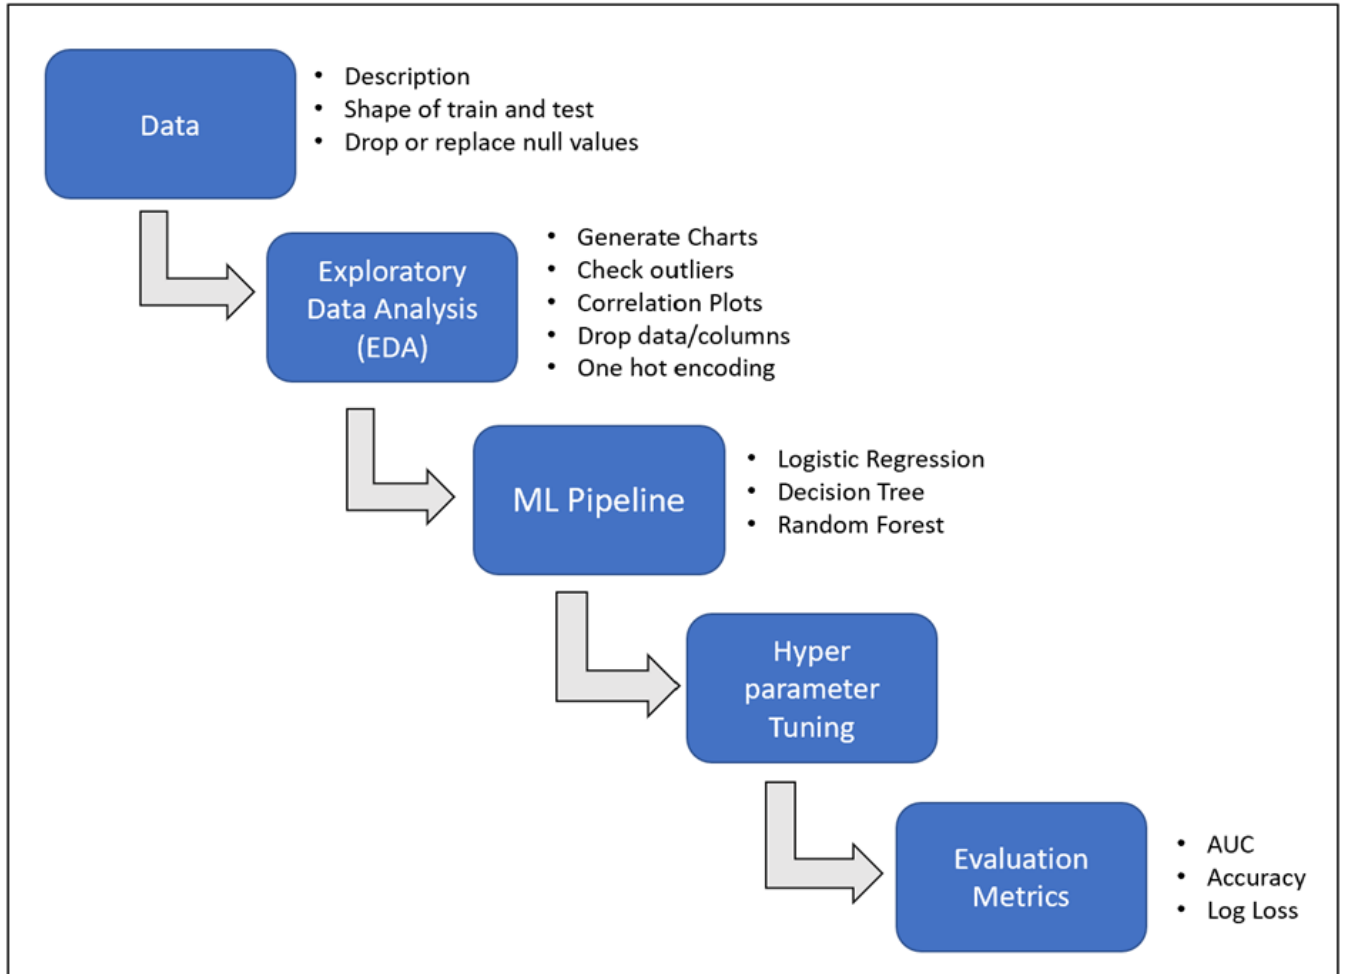 Data
• Description
• Shape of train and test
• Drop or replace null values
Exploratory
Data Analysis
(EDA)
• Generate Charts
• Check outliers
• Correlation Plots
• Drop data/columns
• One hot encoding
ML Pipeline
• Logistic Regression
• Decision Tree
• Random Forest
Hyper
parameter
Tuning
Evaluation
Metrics
• AUC
• Accuracy
• Log Loss